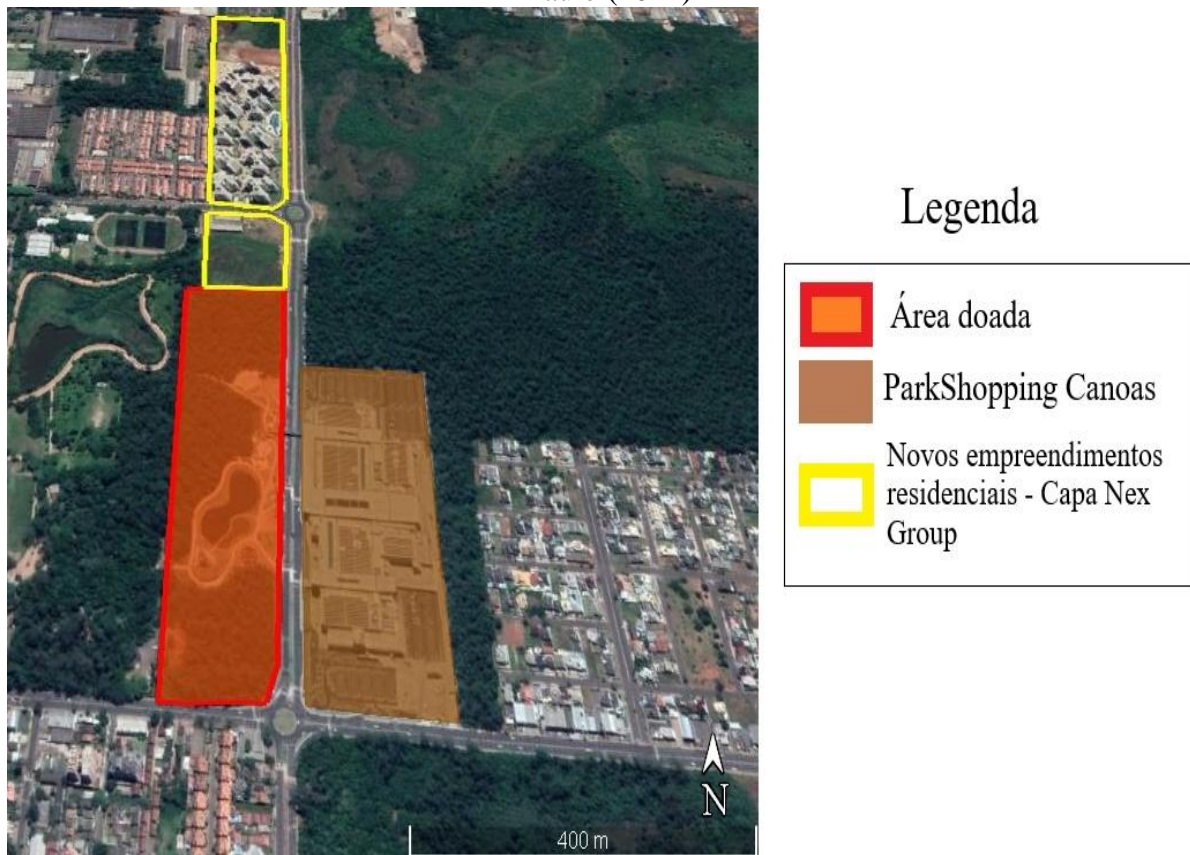 Legenda
Área doada
ParkShopping Canoas
Novos empreendimentos
residenciais - Capa Nex
Group
N
400 m